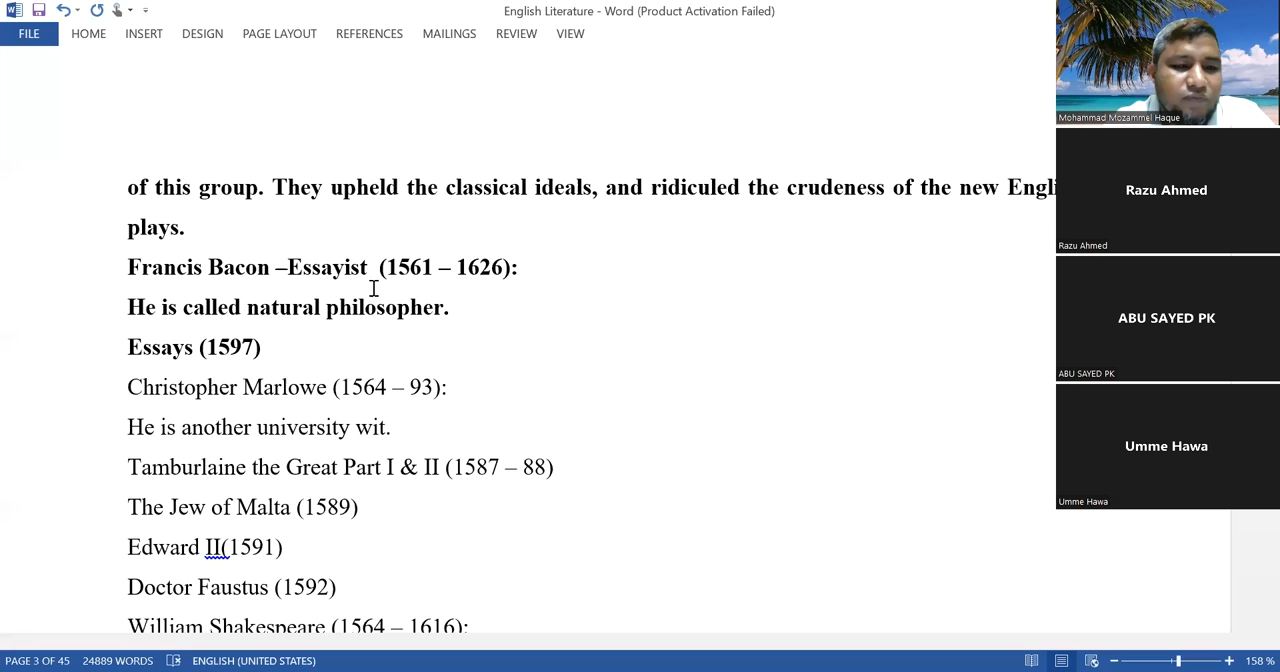 English Literature - Word (Product Activation Failed)
FILE HOME INSERT DESIGN PAGE LAYOUT REFERENCES MAILINGS REVIEW VIEW
of this group. They upheld the classical ideals, and ridiculed the crudeness of the new Engli
plays.
Francis Bacon –Essayist (1561 – 1626):
He is called natural philosopher.
Essays (1597)
Christopher Marlowe (1564 – 93):
He is another university wit.
Tamburlaine the Great Part I & II (1587 – 88)
The Jew of Malta (1589)
Edward II(1591)
Doctor Faustus (1592)
William Shakespeare (1564 – 1616):
Mohammad Mozammel Haque
Razu Ahmed
Razu Ahmed
ABU SAYED PK
ABU SAYED PK
Umme Hawa
Umme Hawa
PAGE 3 OF 45 24889 WORDS ENGLISH (UNITED STATES) 158 %